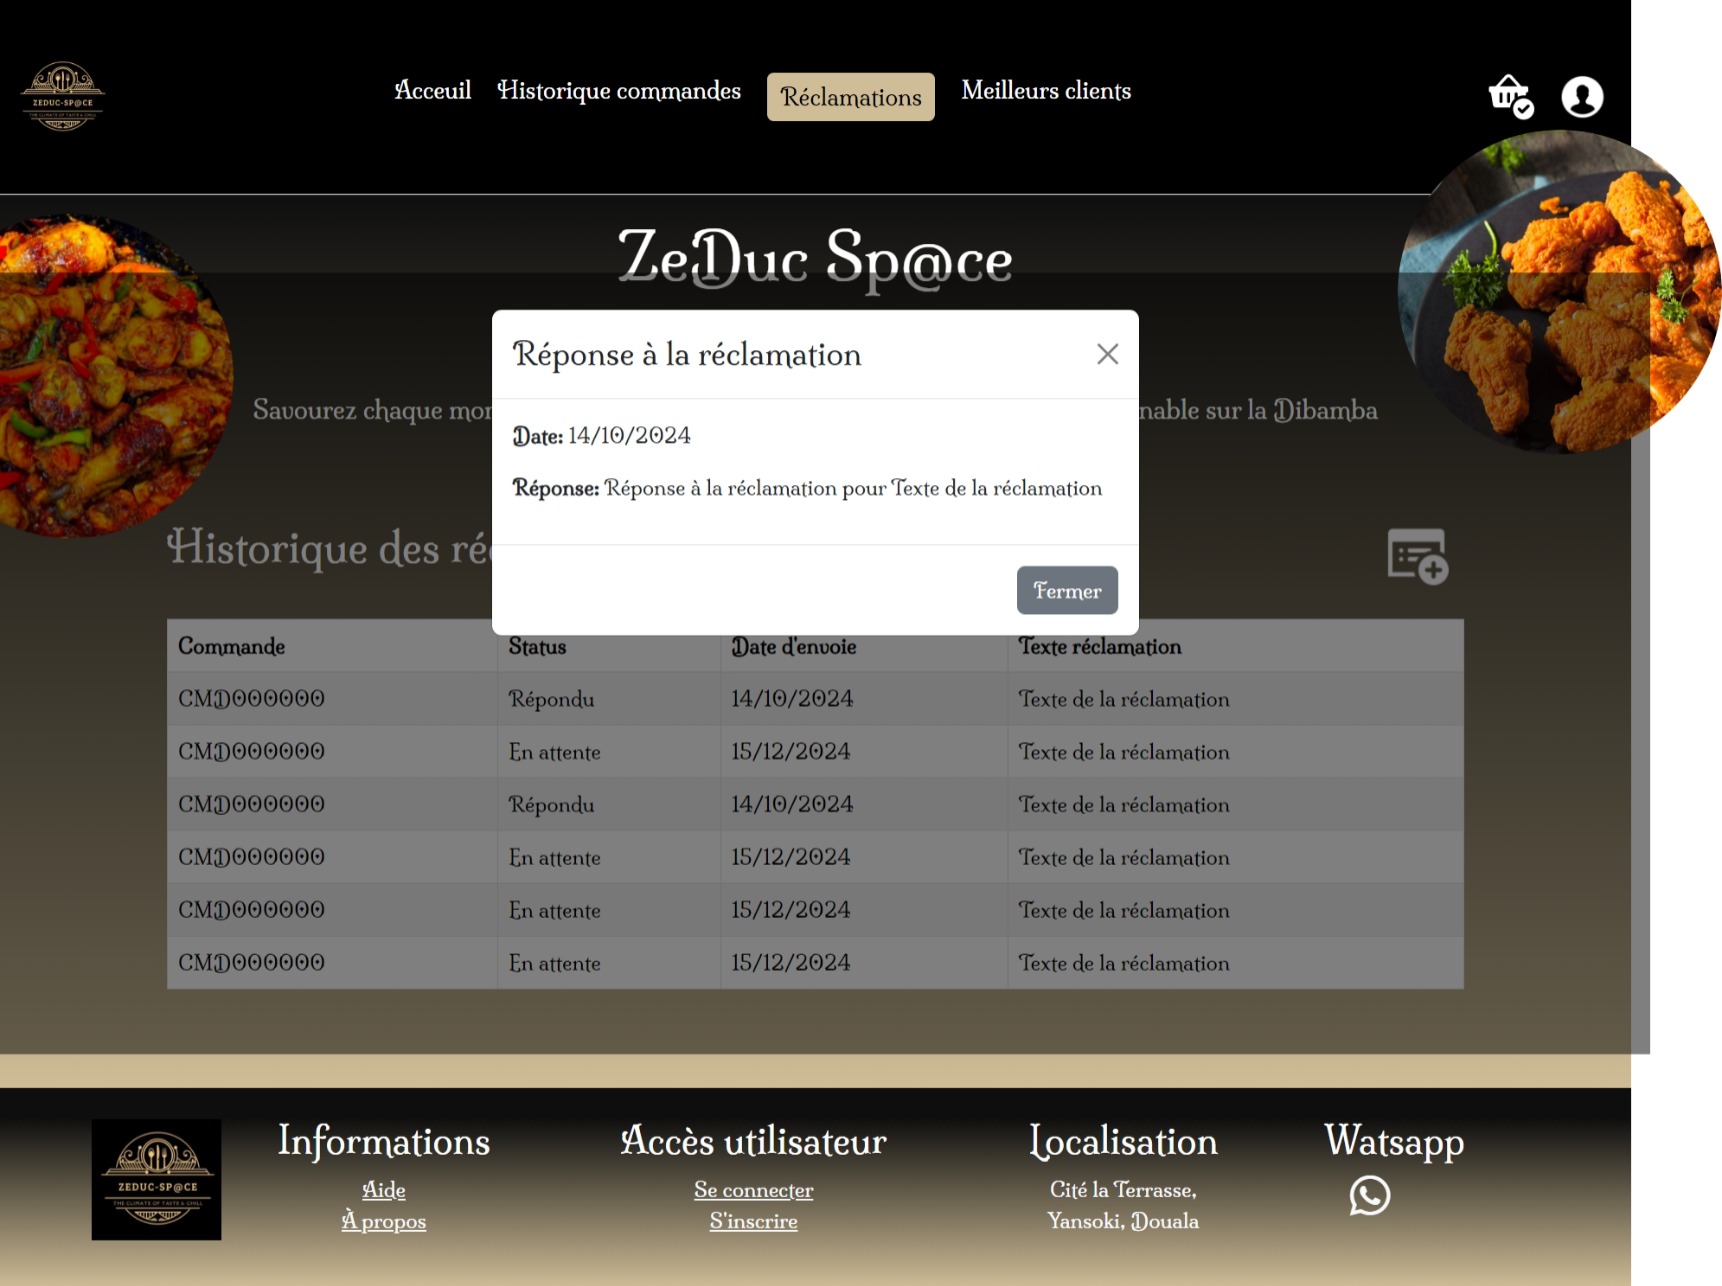 ZEDUC-SP@CE
THE CLIMATE OF TASTE & CHILL
Acceuil Historique commandes Réclamations Meilleurs clients
ZeDuc Sp@ce
Savourez chaque mor nable sur la Dibamba
Réponse à la réclamation
Date: 14/10/2024
Réponse: Réponse à la réclamation pour Texte de la réclamation
Fermer
Historique des ré
Commande Status Date d'envoie Texte réclamation
CMD000000 Répondu 14/10/2024 Texte de la réclamation
CMD000000 En attente 15/12/2024 Texte de la réclamation
CMD000000 Répondu 14/10/2024 Texte de la réclamation
CMD000000 En attente 15/12/2024 Texte de la réclamation
CMD000000 En attente 15/12/2024 Texte de la réclamation
CMD000000 En attente 15/12/2024 Texte de la réclamation
ZEDUC-SP@CE
THE CLIMATE OF TASTE & CHILL
Informations
Aide
À propos
Accès utilisateur
Se connecter
S'inscrire
Localisation
Cité la Terrasse,
Yansoki, Douala
Watsapp